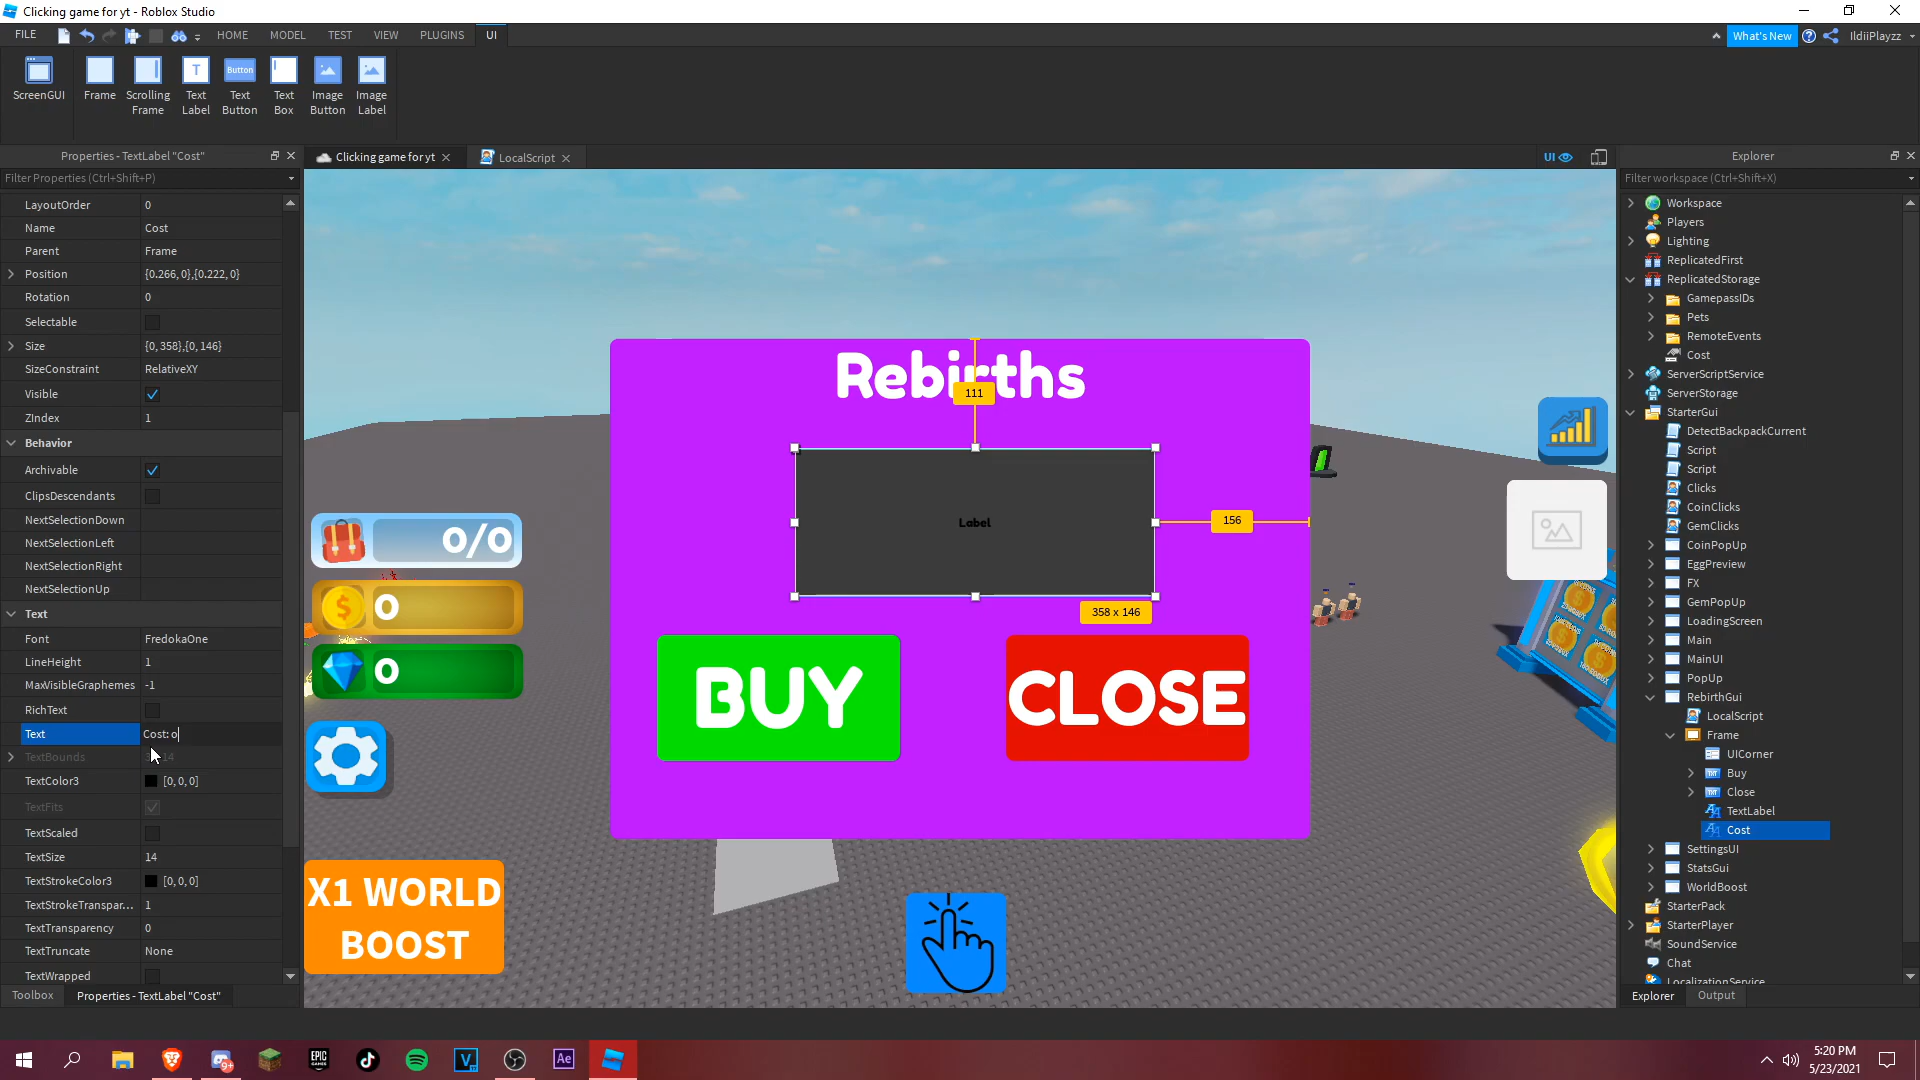 Clicking game for yt - Roblox Studio
FILE
HOME
MODEL
TEST
VIEW
PLUGINS
UI
What's New
IldiiPlayzz
ScreenGUI
Frame
Scrolling
Frame
Text
Label
Button
Text
Button
Text
Box
Image
Button
Image
Label
Properties - TextLabel "Cost"
Filter Properties (Ctrl+Shift+P)
LayoutOrder 0
Name Cost
Parent Frame
Position {0.266, 0},{0.222, 0}
Rotation 0
Selectable
Size {0, 358},{0, 146}
SizeConstraint RelativeXY
Visible
ZIndex 1
Behavior
Archivable
ClipsDescendants
NextSelectionDown
NextSelectionLeft
NextSelectionRight
NextSelectionUp
Text
Font FredokaOne
LineHeight 1
MaxVisibleGraphemes -1
RichText
Text Cost: o
TextBounds
TextColor3 [0, 0, 0]
TextFits
TextScaled
TextSize 14
TextStrokeColor3 [0, 0, 0]
TextStrokeTranspar... 1
TextTransparency 0
TextTruncate None
TextWrapped
Toolbox
Properties - TextLabel "Cost"
Clicking game for yt
LocalScript
UI
Rebirths
111
Label
156
358 x 146
BUY
CLOSE
0/0
0
0
X1 WORLD
BOOST
Explorer
Filter workspace (Ctrl+Shift+X)
Workspace
Players
Lighting
ReplicatedFirst
ReplicatedStorage
GamepassIDs
Pets
RemoteEvents
Cost
ServerScriptService
ServerStorage
StarterGui
DetectBackpackCurrent
Script
Script
Clicks
CoinClicks
GemClicks
CoinPopUp
EggPreview
FX
GemPopUp
LoadingScreen
Main
MainUI
PopUp
RebirthGui
LocalScript
Frame
UICorner
Buy
Close
TextLabel
Cost
SettingsUI
StatsGui
WorldBoost
StarterPack
StarterPlayer
SoundService
Chat
LocalizationService
Explorer
Output
5:20 PM
5/23/2021